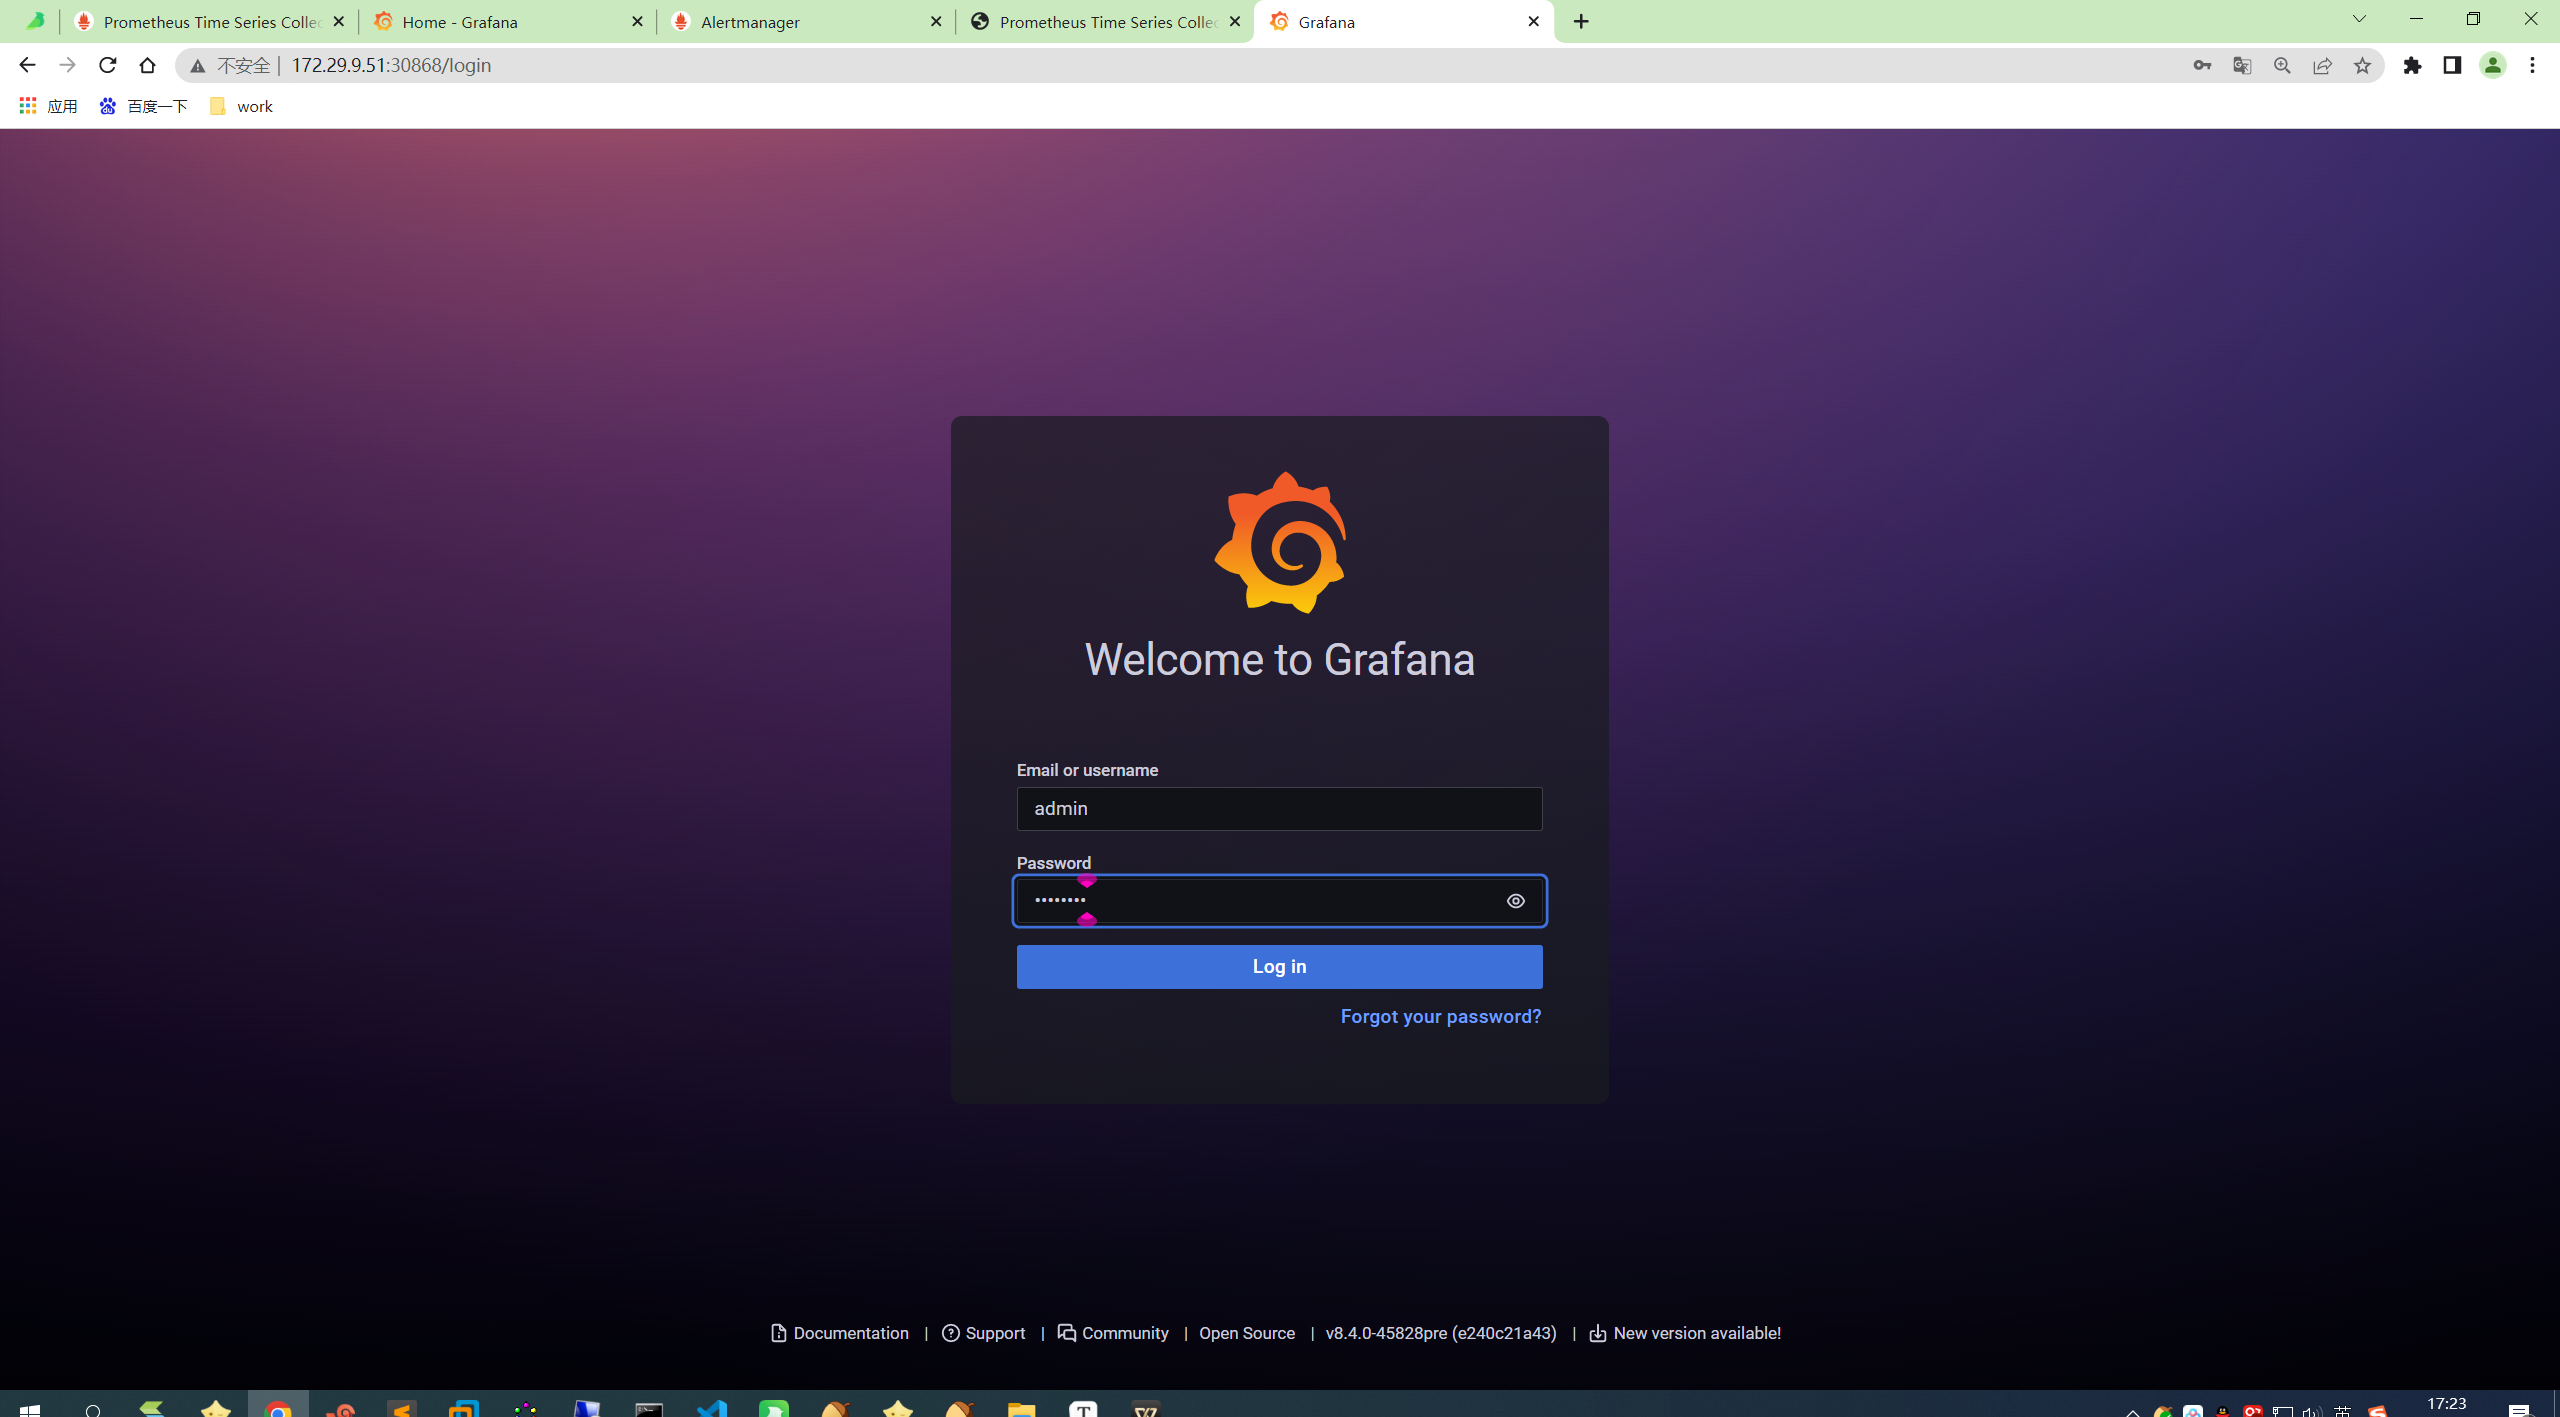 Prometheus Time Series Collec
Home - Grafana
Alertmanager
Prometheus Time Series Collec
Grafana
不安全 | 172.29.9.51:30868/login
应用
百度一下
work
Welcome to Grafana
Email or username
admin
Password
••••••••
Log in
Forgot your password?
Documentation | Support | Community | Open Source | v8.4.0-45828pre (e240c21a43) | New version available!
英
17:23